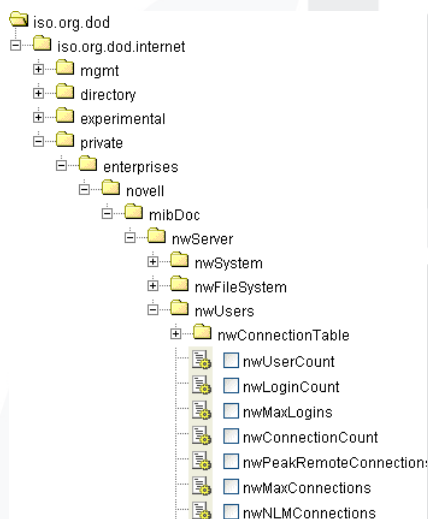 iso.org.dod
iso.org.dod.internet
mgmt
directory
experimental
private
enterprises
novell
mibDoc
nwServer
nwSystem
nwFileSystem
nwUsers
nwConnectionTable
nwUserCount
nwLoginCount
nwMaxLogins
nwConnectionCount
nwPeakRemoteConnections
nwMaxConnections
nwNLMConnections